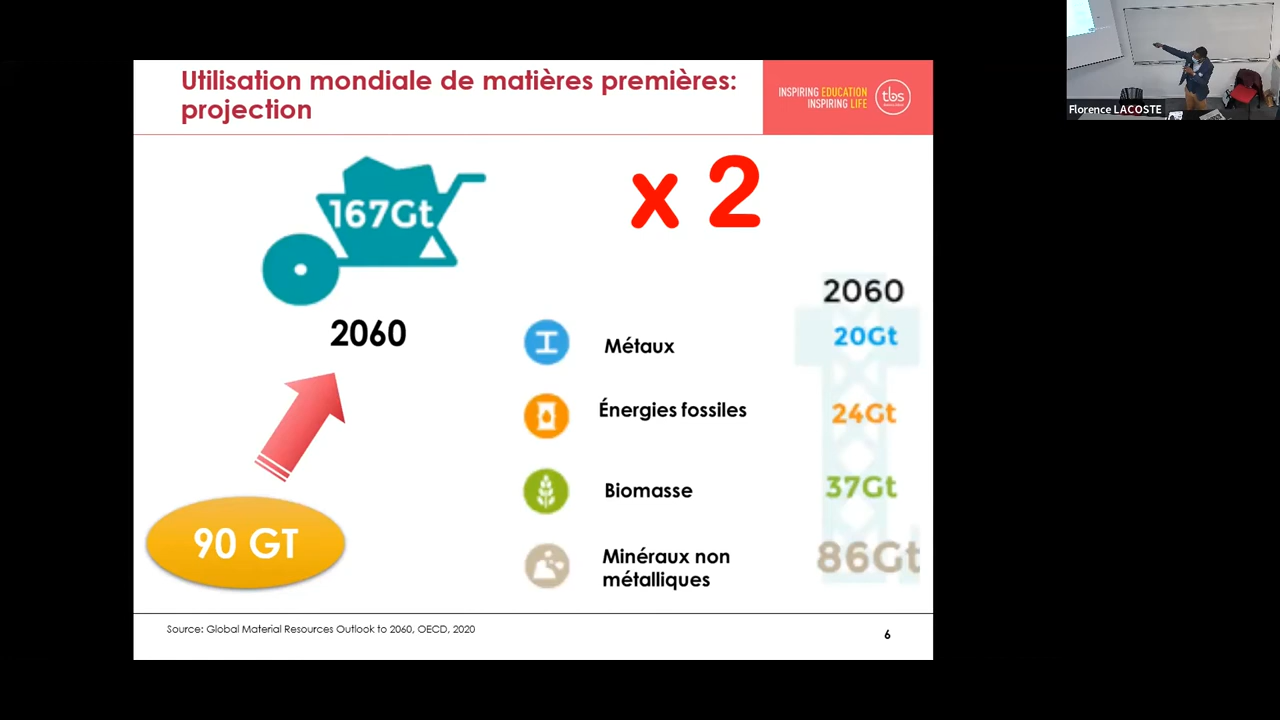 Utilisation mondiale de matières premières:
projection
INSPIRING EDUCATION
INSPIRING LIFE
tbs
Florence LACOSTE
167Gt
x 2
2060
90 GT
2060
Métaux
20Gt
Énergies fossiles
24Gt
Biomasse
37Gt
Minéraux non
métalliques
86Gt
Source: Global Material Resources Outlook to 2060, OECD, 2020
6